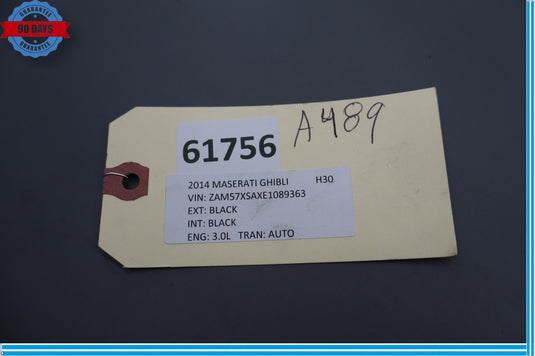 GUARANTEE
90 DAYS
GUARANTEE
61756
A489
2014 MASERATI GHIBLI H30
VIN: ZAM57XSAXE1089363
EXT: BLACK
INT: BLACK
ENG: 3.0L TRAN: AUTO